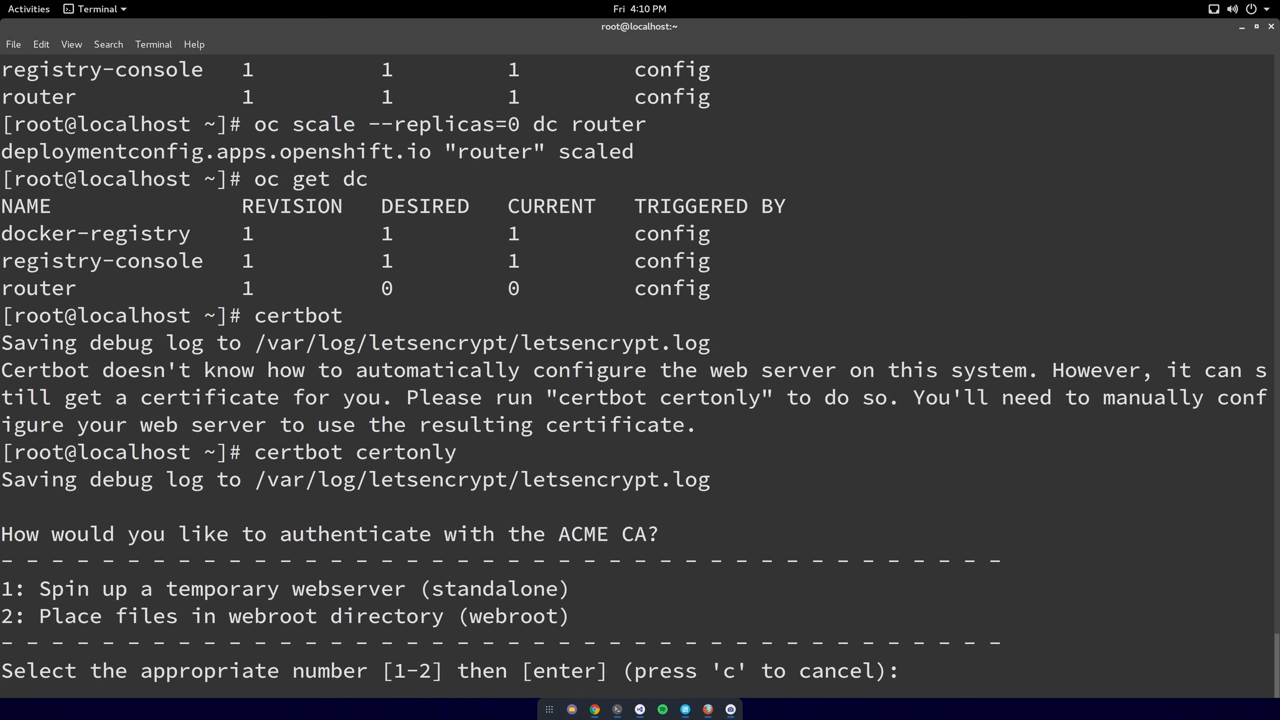 Activities Terminal Fri 4:10 PM
root@localhost:~
File Edit View Search Terminal Help
registry-console 1 1 1 config
router 1 1 1 config
[root@localhost ~]# oc scale --replicas=0 dc router
deploymentconfig.apps.openshift.io "router" scaled
[root@localhost ~]# oc get dc
NAME REVISION DESIRED CURRENT TRIGGERED BY
docker-registry 1 1 1 config
registry-console 1 1 1 config
router 1 0 0 config
[root@localhost ~]# certbot
Saving debug log to /var/log/letsencrypt/letsencrypt.log
Certbot doesn't know how to automatically configure the web server on this system. However, it can s
till get a certificate for you. Please run "certbot certonly" to do so. You'll need to manually conf
igure your web server to use the resulting certificate.
[root@localhost ~]# certbot certonly
Saving debug log to /var/log/letsencrypt/letsencrypt.log
How would you like to authenticate with the ACME CA?
- - - - - - - - - - - - - - - - - - - - - - - - - - - - - - - - - - - - - - - -
1: Spin up a temporary webserver (standalone)
2: Place files in webroot directory (webroot)
- - - - - - - - - - - - - - - - - - - - - - - - - - - - - - - - - - - - - - - -
Select the appropriate number [1-2] then [enter] (press 'c' to cancel):